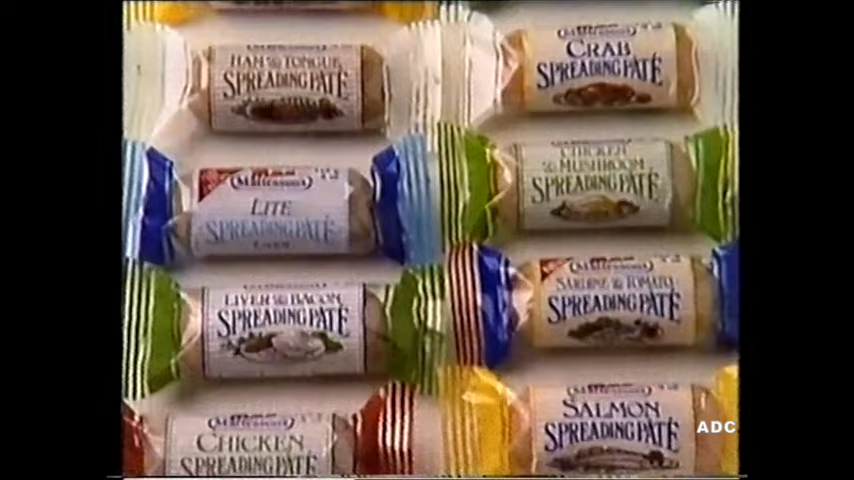 HAM & TONGUE
SPREADING PATÉ
Mattessons
LITE
SPREADING PATÉ
LIVER
LIVER & BACON
SPREADING PATÉ
Mattessons
CHICKEN
SPREADING PATÉ
CRAB
SPREADING PATÉ
CHICKEN
& MUSHROOM
SPREADING PATÉ
Mattessons
SARDINE & TOMATO
SPREADING PATÉ
SALMON
SPREADING PATÉ
ADC